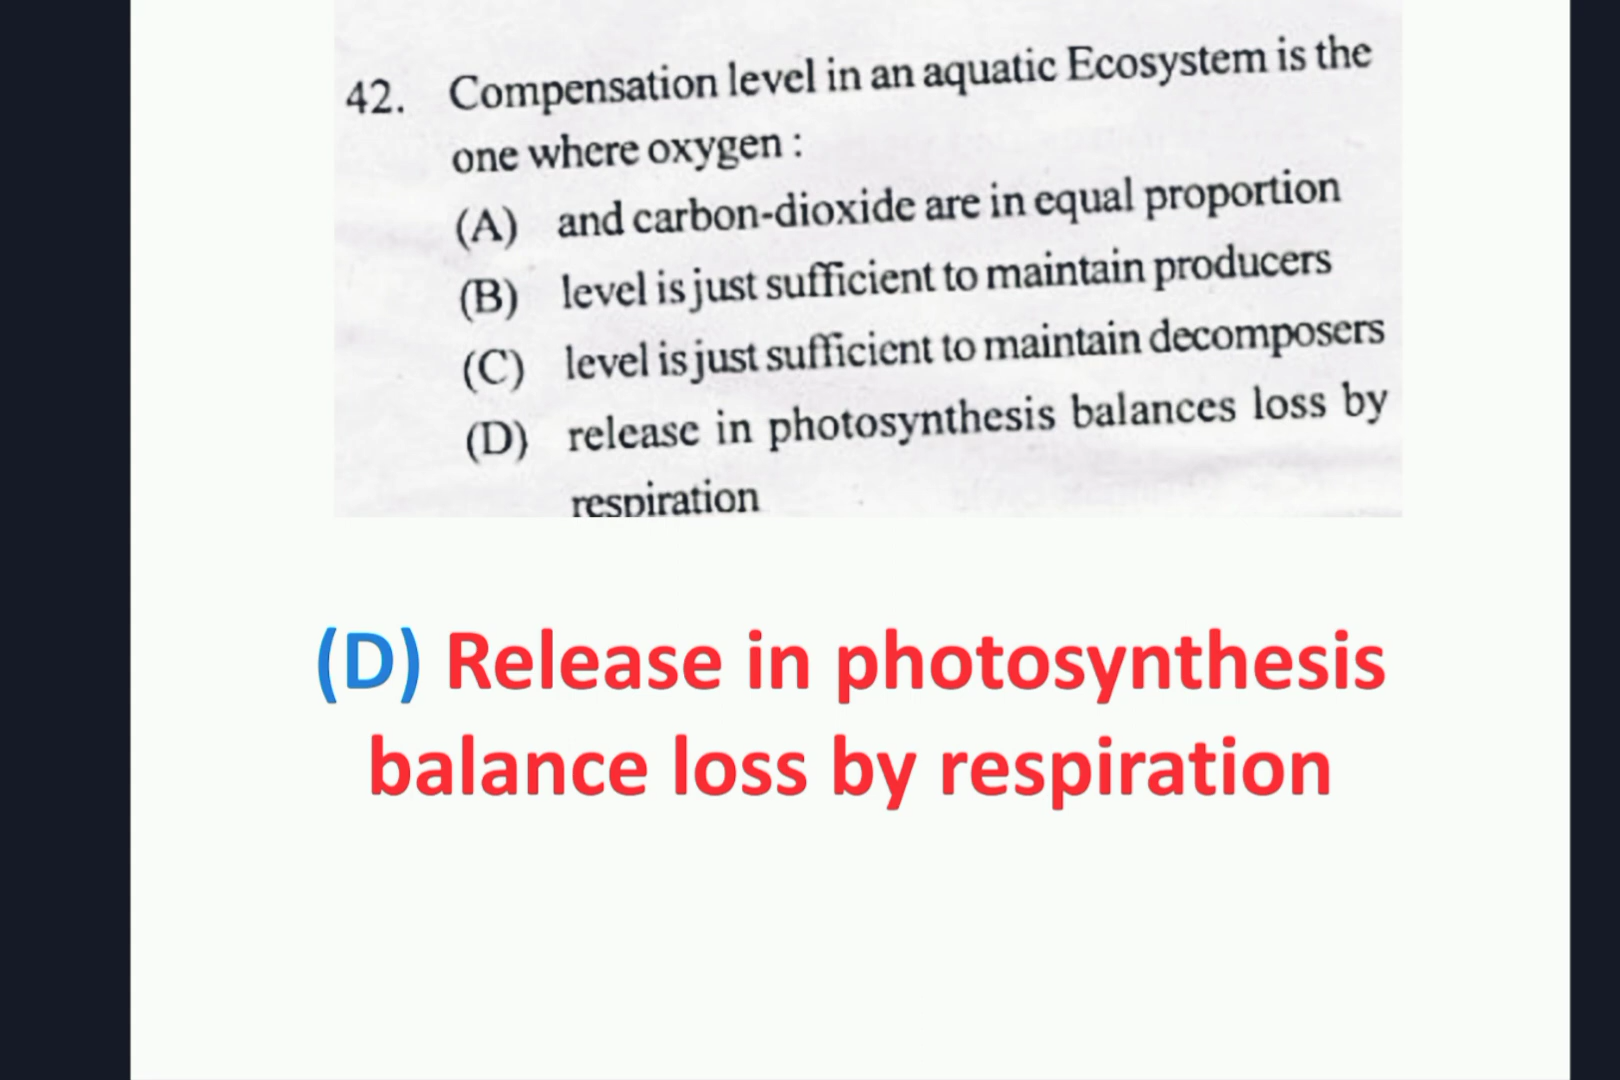 42. Compensation level in an aquatic Ecosystem is the
one where oxygen :
(A) and carbon-dioxide are in equal proportion
(B) level is just sufficient to maintain producers
(C) level is just sufficient to maintain decomposers
(D) release in photosynthesis balances loss by
respiration
(D) Release in photosynthesis
balance loss by respiration